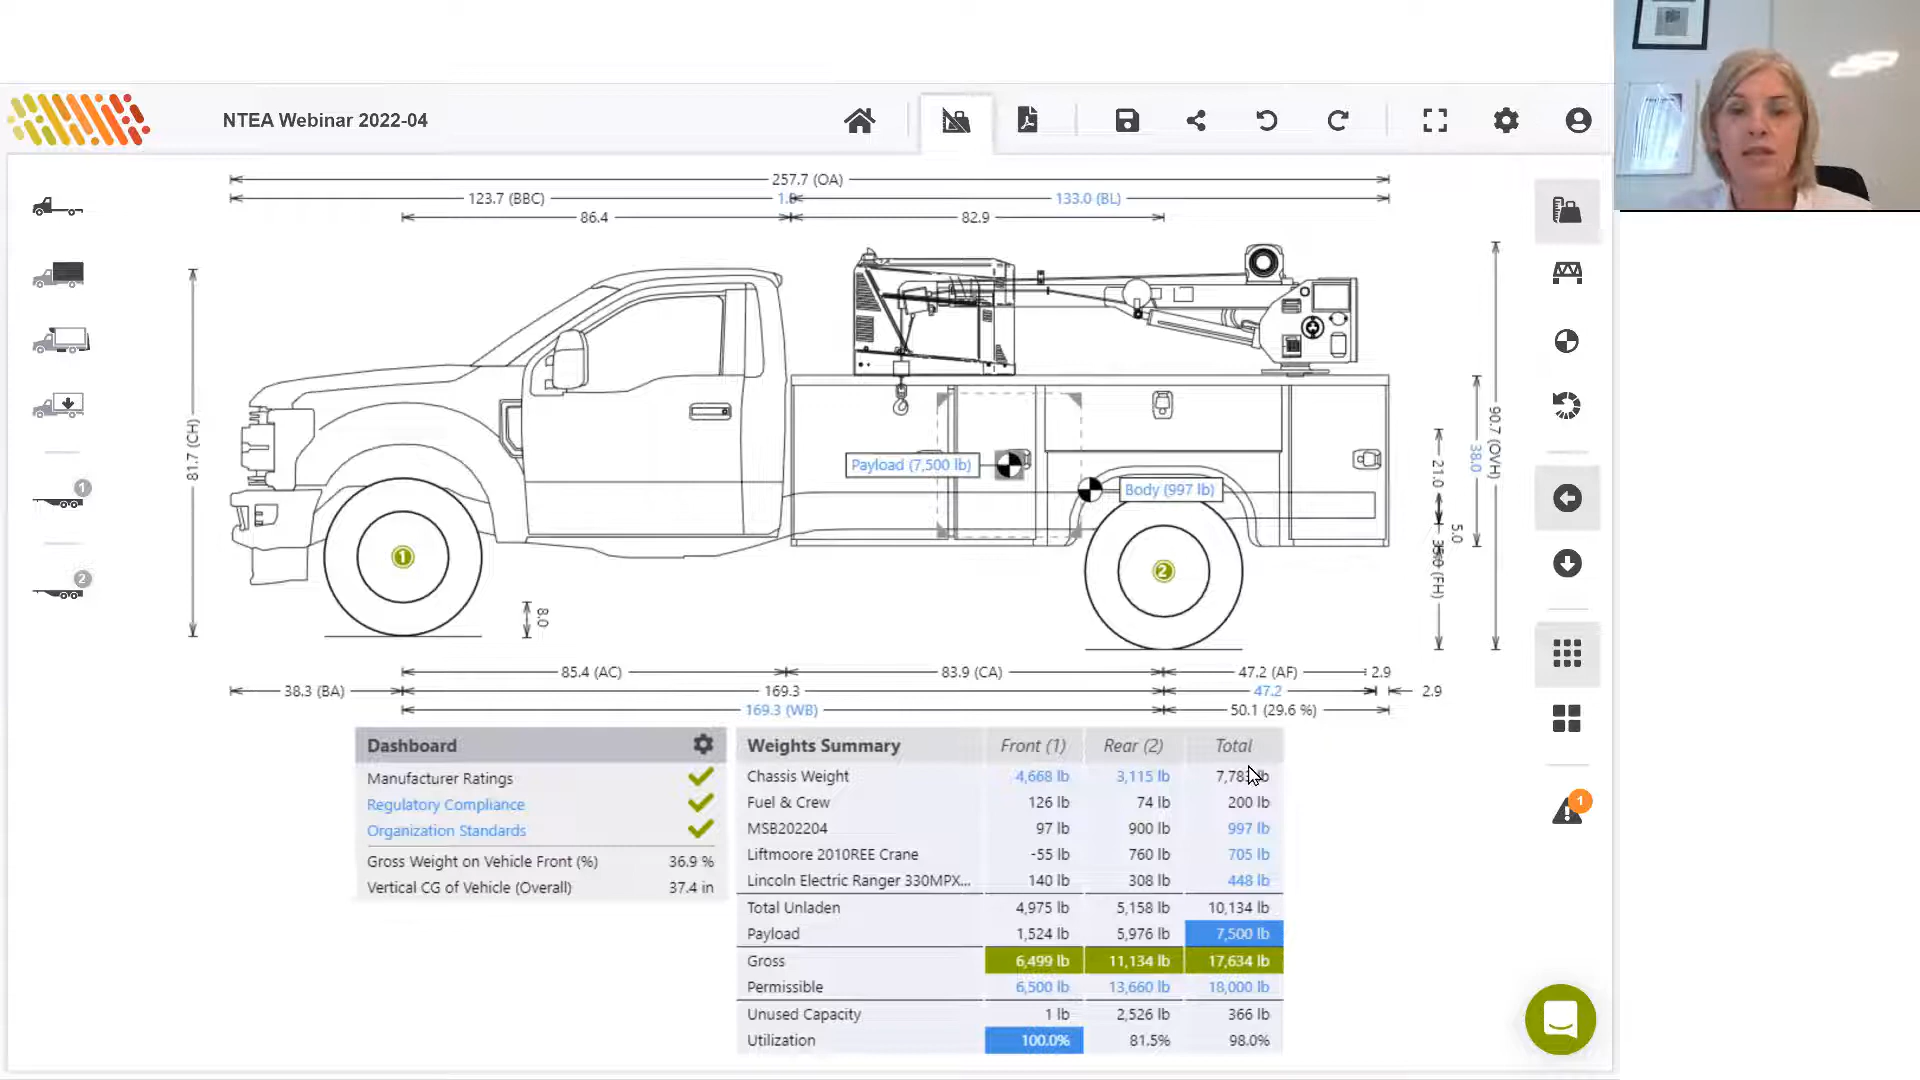 NTEA Webinar 2022-04
257.7 (OA)
123.7 (BBC)
133.0 (BL)
86.4
82.9
81.7 (CH)
90.7 (OVH)
38.0
21.0
5.0
Payload (7,500 lb)
Body (997 lb)
1
2
1
2
8.0
85.4 (AC)
83.9 (CA)
47.2 (AF)
2.9
38.3 (BA)
169.3
47.2
2.9
169.3 (WB)
50.1 (29.6 %)
1
Dashboard
Manufacturer Ratings
Regulatory Compliance
Organization Standards
Gross Weight on Vehicle Front (%) 36.9 %
Vertical CG of Vehicle (Overall) 37.4 in
Weights Summary Front (1) Rear (2) Total
Chassis Weight 4,668 lb 3,115 lb
Fuel & Crew 126 lb 74 lb 200 lb
MSB202204 97 lb 900 lb 997 lb
Liftmoore 2010REE Crane -55 lb 760 lb 705 lb
Lincoln Electric Ranger 330MPX... 140 lb 308 lb 448 lb
Total Unladen 4,975 lb 5,158 lb 10,134 lb
Payload 1,524 lb 5,976 lb 7,500 lb
Gross 6,499 lb 11,134 lb 17,634 lb
Permissible 6,500 lb 13,660 lb 18,000 lb
Unused Capacity 1 lb 2,526 lb 366 lb
Utilization 100.0% 81.5% 98.0%